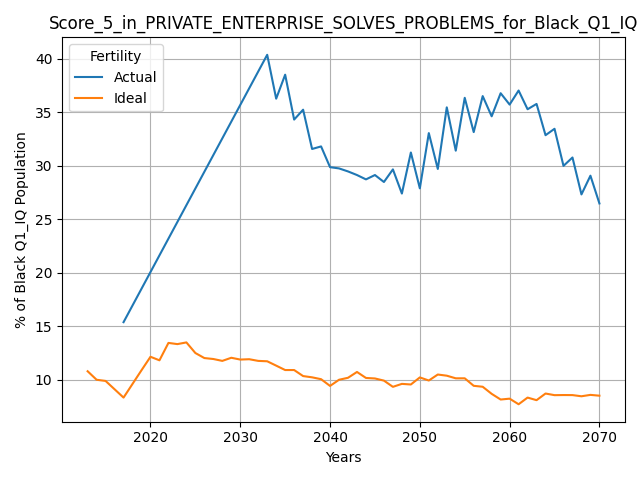 Score_5_in_PRIVATE_ENTERPRISE_SOLVES_PROBLEMS_for_Black_Q1_IQ
Fertility
Actual
Ideal
% of Black Q1_IQ Population
40
35
30
25
20
15
10
2020 2030 2040 2050 2060 2070
Years